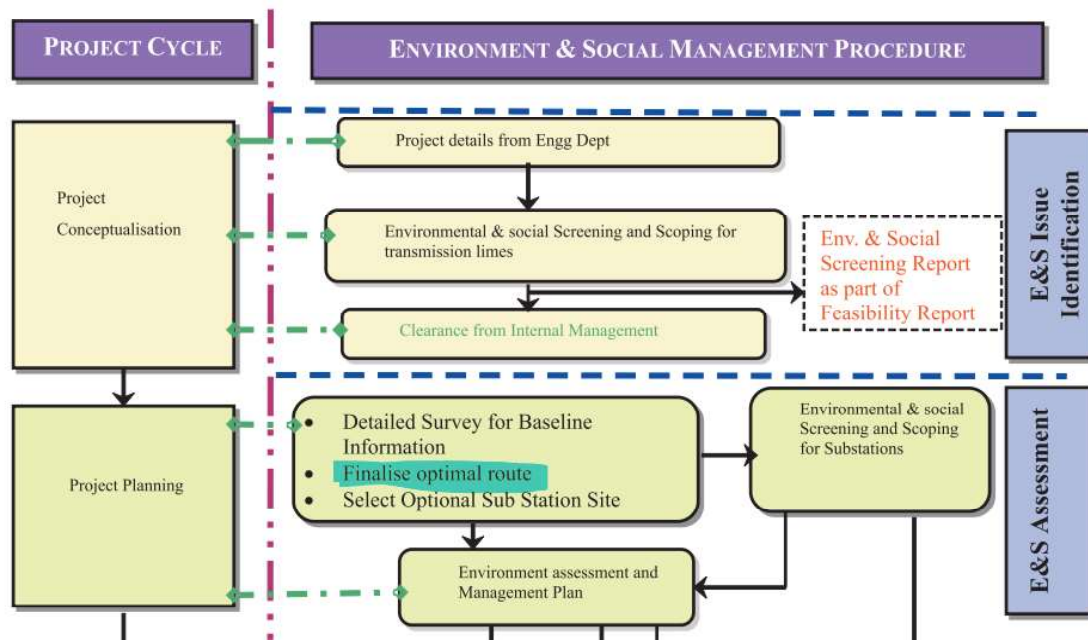 PROJECT CYCLE
ENVIRONMENT & SOCIAL MANAGEMENT PROCEDURE
Project
Conceptualisation
Project details from Engg Dept
Environmental & social Screening and Scoping for
transmission limes
Env. & Social
Screening Report
as part of
Feasibility Report
Clearance from Internal Management
E&S Issue
Identification
Project Planning
• Detailed Survey for Baseline
Information
• Finalise optimal route
• Select Optional Sub Station Site
Environmental & social
Screening and Scoping
for Substations
Environment assessment and
Management Plan
E&S Assessment